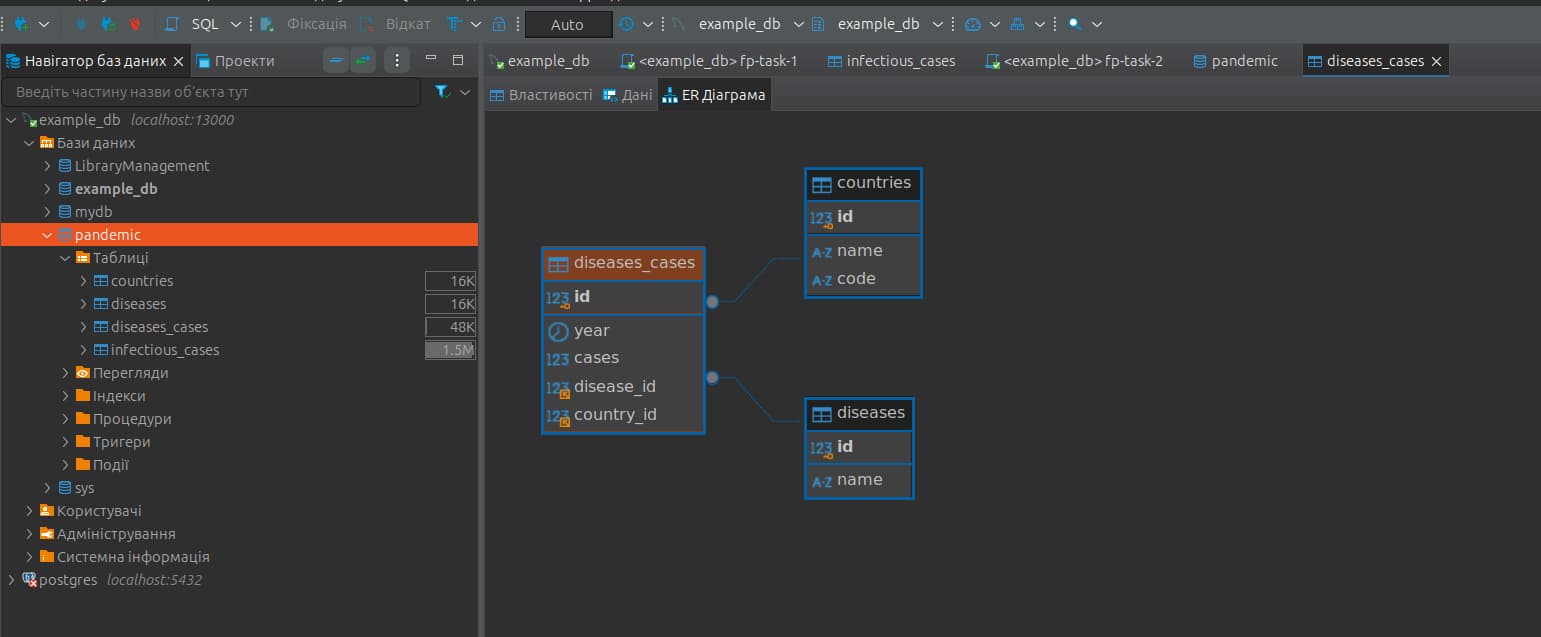 SQL Фіксація Відкат Auto example_db example_db
Навігатор баз даних Проекти
Введіть частину назви об'єкта тут
example_db localhost:13000
Бази даних
LibraryManagement
example_db
mydb
pandemic
Таблиці
countries 16K
diseases 16K
diseases_cases 48K
infectious_cases 1.5M
Перегляди
Індекси
Процедури
Тригери
Події
sys
Користувачі
Адміністрування
Системна інформація
postgres localhost:5432
example_db <example_db> fp-task-1 infectious_cases <example_db> fp-task-2 pandemic diseases_cases
Властивості Дані ER Діаграма
diseases_cases
123 id
year
123 cases
123 disease_id
123 country_id
countries
123 id
A-Z name
A-Z code
diseases
123 id
A-Z name